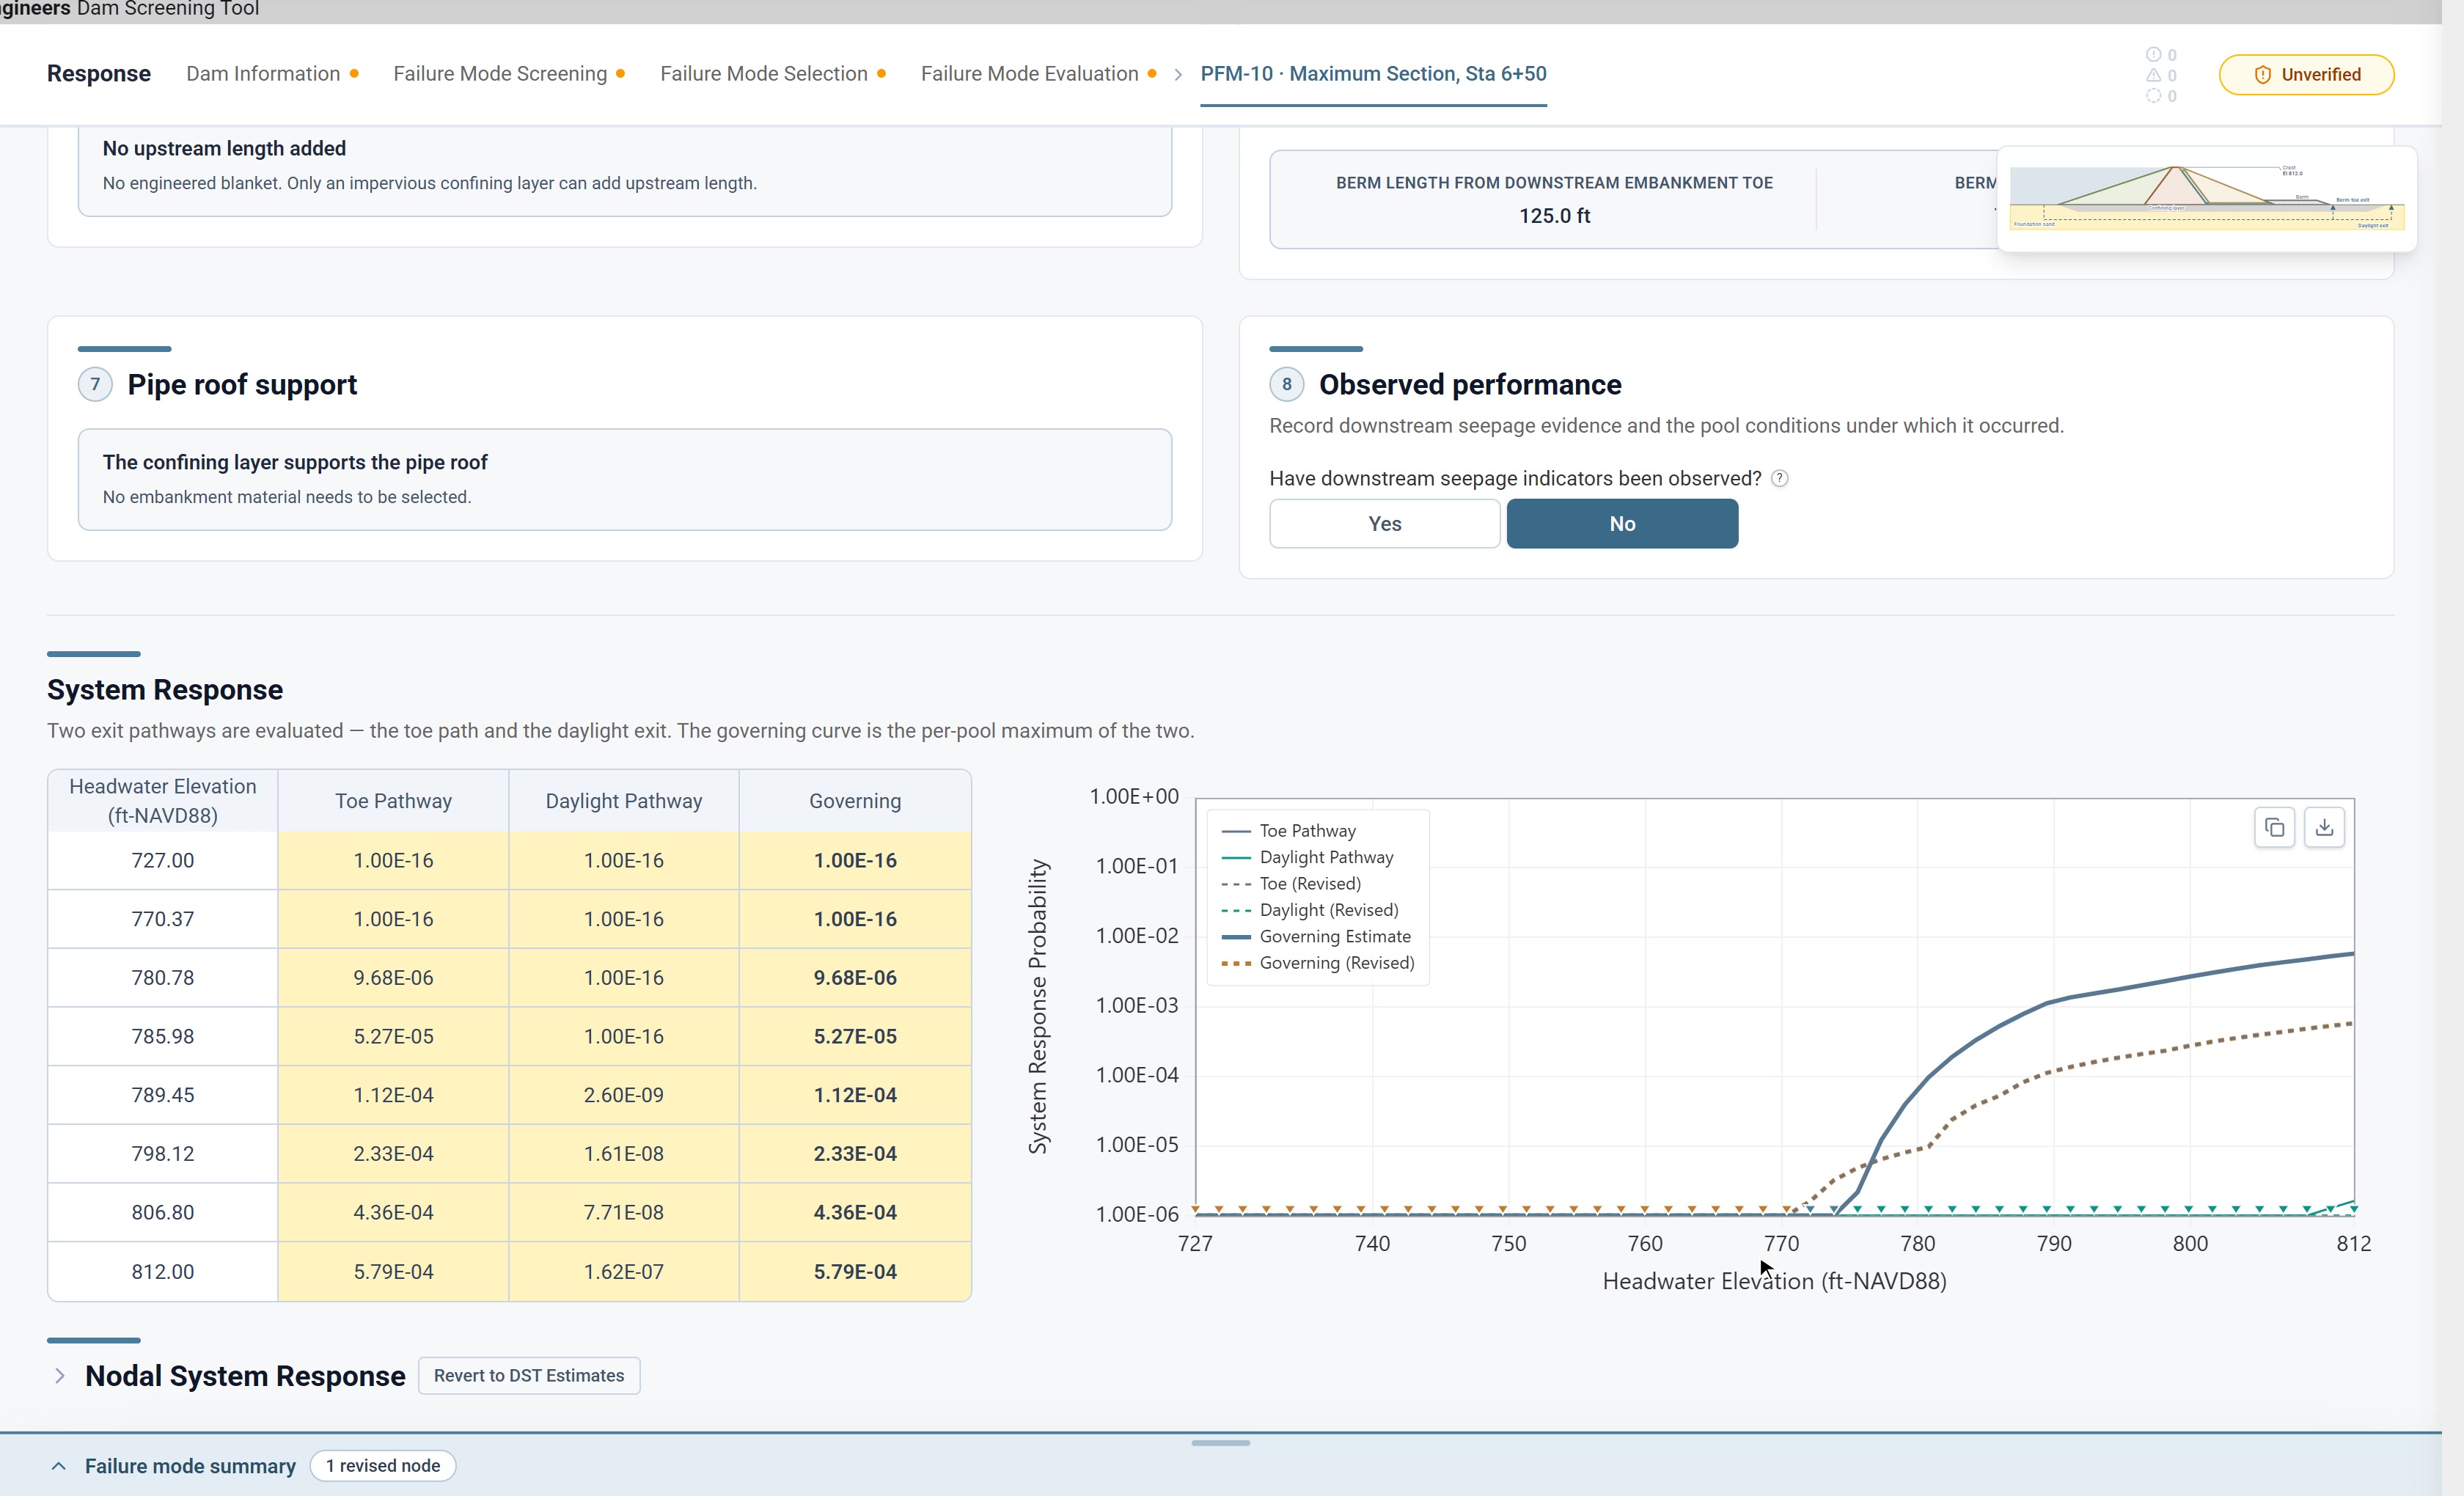 gineers Dam Screening Tool
Response
Dam Information
Failure Mode Screening
Failure Mode Selection
Failure Mode Evaluation
PFM-10 · Maximum Section, Sta 6+50
0
0
0
Unverified
No upstream length added
No engineered blanket. Only an impervious confining layer can add upstream length.
BERM LENGTH FROM DOWNSTREAM EMBANKMENT TOE
125.0 ft
BERM
Crest
El 812.0
Berm
Berm toe exit
Confining layer
Foundation sand
Daylight exit
7
Pipe roof support
The confining layer supports the pipe roof
No embankment material needs to be selected.
8
Observed performance
Record downstream seepage evidence and the pool conditions under which it occurred.
Have downstream seepage indicators been observed? ?
Yes
No
System Response
Two exit pathways are evaluated — the toe path and the daylight exit. The governing curve is the per-pool maximum of the two.
Headwater Elevation
(ft-NAVD88)
Toe Pathway
Daylight Pathway
Governing
727.00 1.00E-16 1.00E-16 1.00E-16
770.37 1.00E-16 1.00E-16 1.00E-16
780.78 9.68E-06 1.00E-16 9.68E-06
785.98 5.27E-05 1.00E-16 5.27E-05
789.45 1.12E-04 2.60E-09 1.12E-04
798.12 2.33E-04 1.61E-08 2.33E-04
806.80 4.36E-04 7.71E-08 4.36E-04
812.00 5.79E-04 1.62E-07 5.79E-04
System Response Probability
1.00E+00
1.00E-01
1.00E-02
1.00E-03
1.00E-04
1.00E-05
1.00E-06
Toe Pathway
Daylight Pathway
Toe (Revised)
Daylight (Revised)
Governing Estimate
Governing (Revised)
727 740 750 760 770 780 790 800 812
Headwater Elevation (ft-NAVD88)
Nodal System Response
Revert to DST Estimates
Failure mode summary
1 revised node